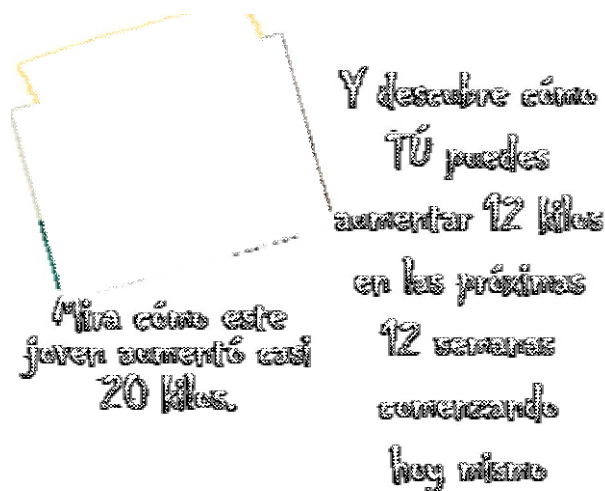 Mira cómo este
joven aumentó casi
20 kilos.
Y descubre cómo
TÚ puedes
aumentar 12 kilos
en las próximas
12 semanas
comenzando
hoy mismo